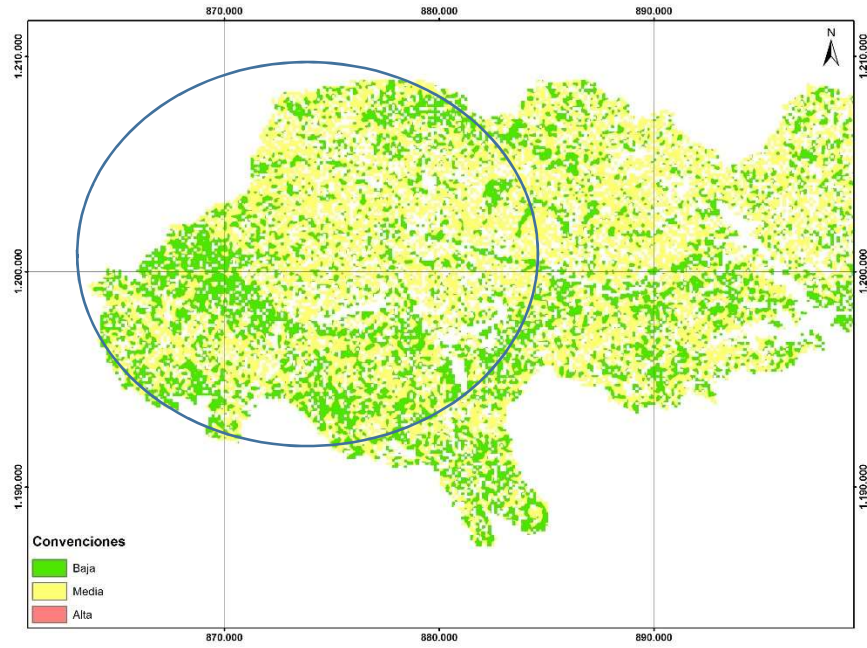 870.000 880.000 890.000
1.210.000 1.210.000
N
1.200.000 1.200.000
1.190.000 1.190.000
Convenciones
Baja
Media
Alta
870.000 880.000 890.000